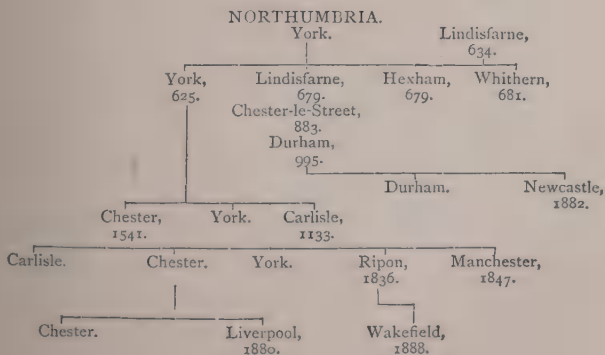 NORTHUMBRIA.
York. Lindisfarne,
634.
York, Lindisfarne, Hexham, Whithern,
625. 679. 679. 681.
Chester-le-Street,
883.
Durham,
995.
Durham. Newcastle,
1882.
Chester, York. Carlisle,
1541. 1133.
Carlisle. Chester. York. Ripon, Manchester,
1836. 1847.
Chester. Liverpool, Wakefield,
1880. 1888.